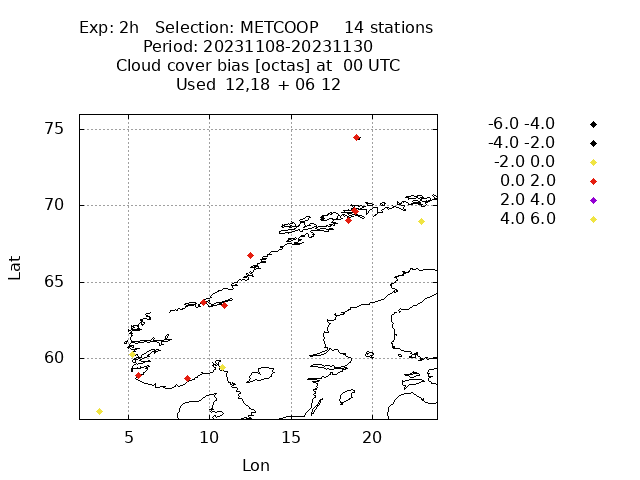 Exp: 2h Selection: METCOOP 14 stations
Period: 20231108-20231130
Cloud cover bias [octas] at 00 UTC
Used 12,18 + 06 12
-6.0 -4.0
-4.0 -2.0
-2.0 0.0
0.0 2.0
2.0 4.0
4.0 6.0
75
70
65
60
Lat
5 10 15 20
Lon